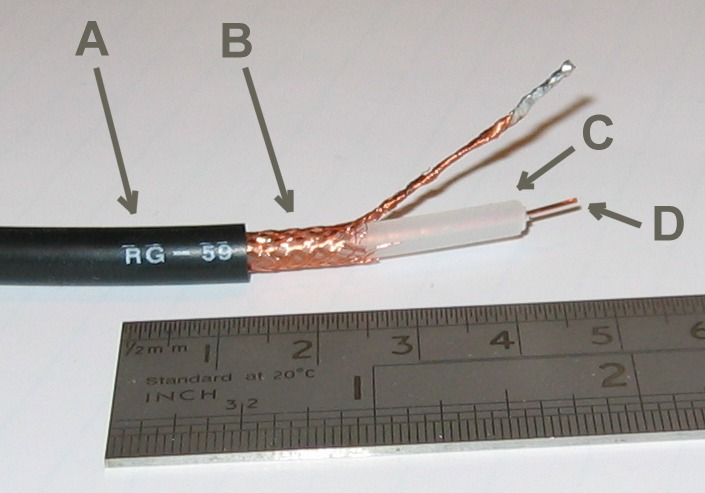 A
B
C
D
RG - 59
1/2 mm 1 2 3 4 5 6
Standard at 20°C 1 2
INCH 32